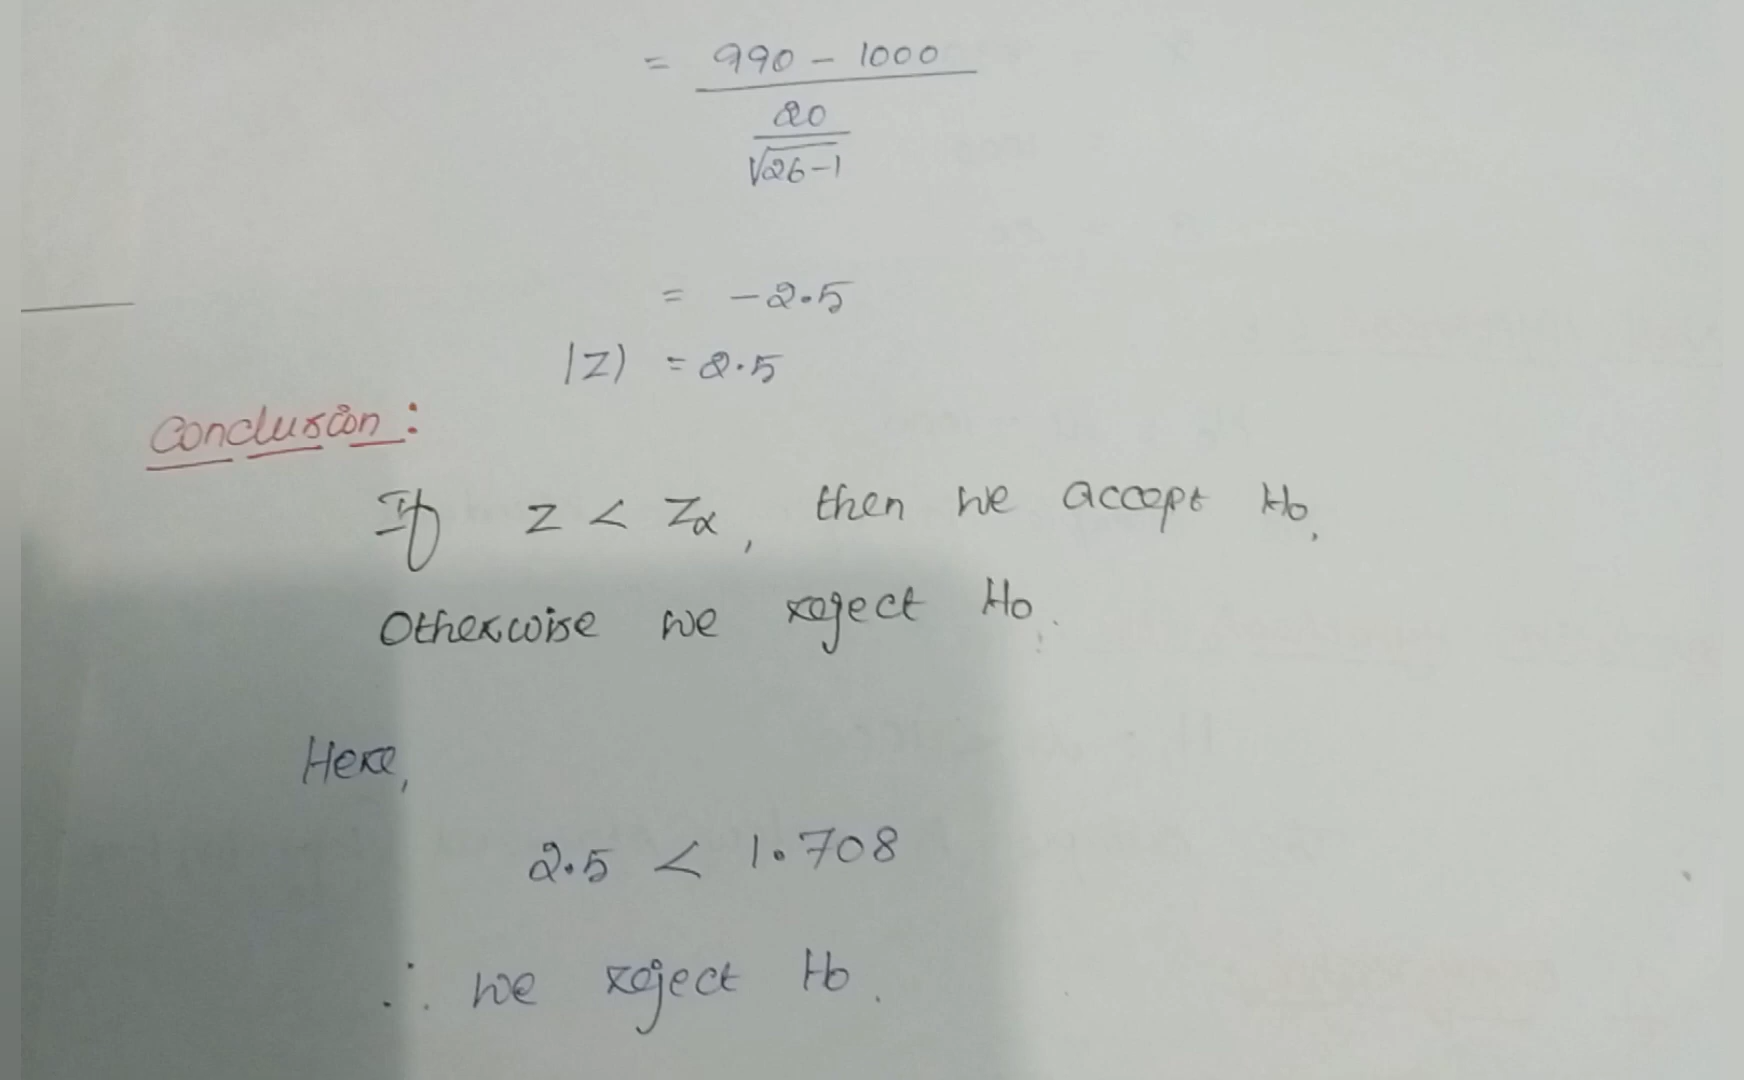 = 990 - 1000
20
√26-1
= -2.5
|Z| = 2.5
Conclusion:
If Z < Zα, then we accept H0,
Otherwise we reject H0.
Here,
2.5 < 1.708
∴ we reject H0.